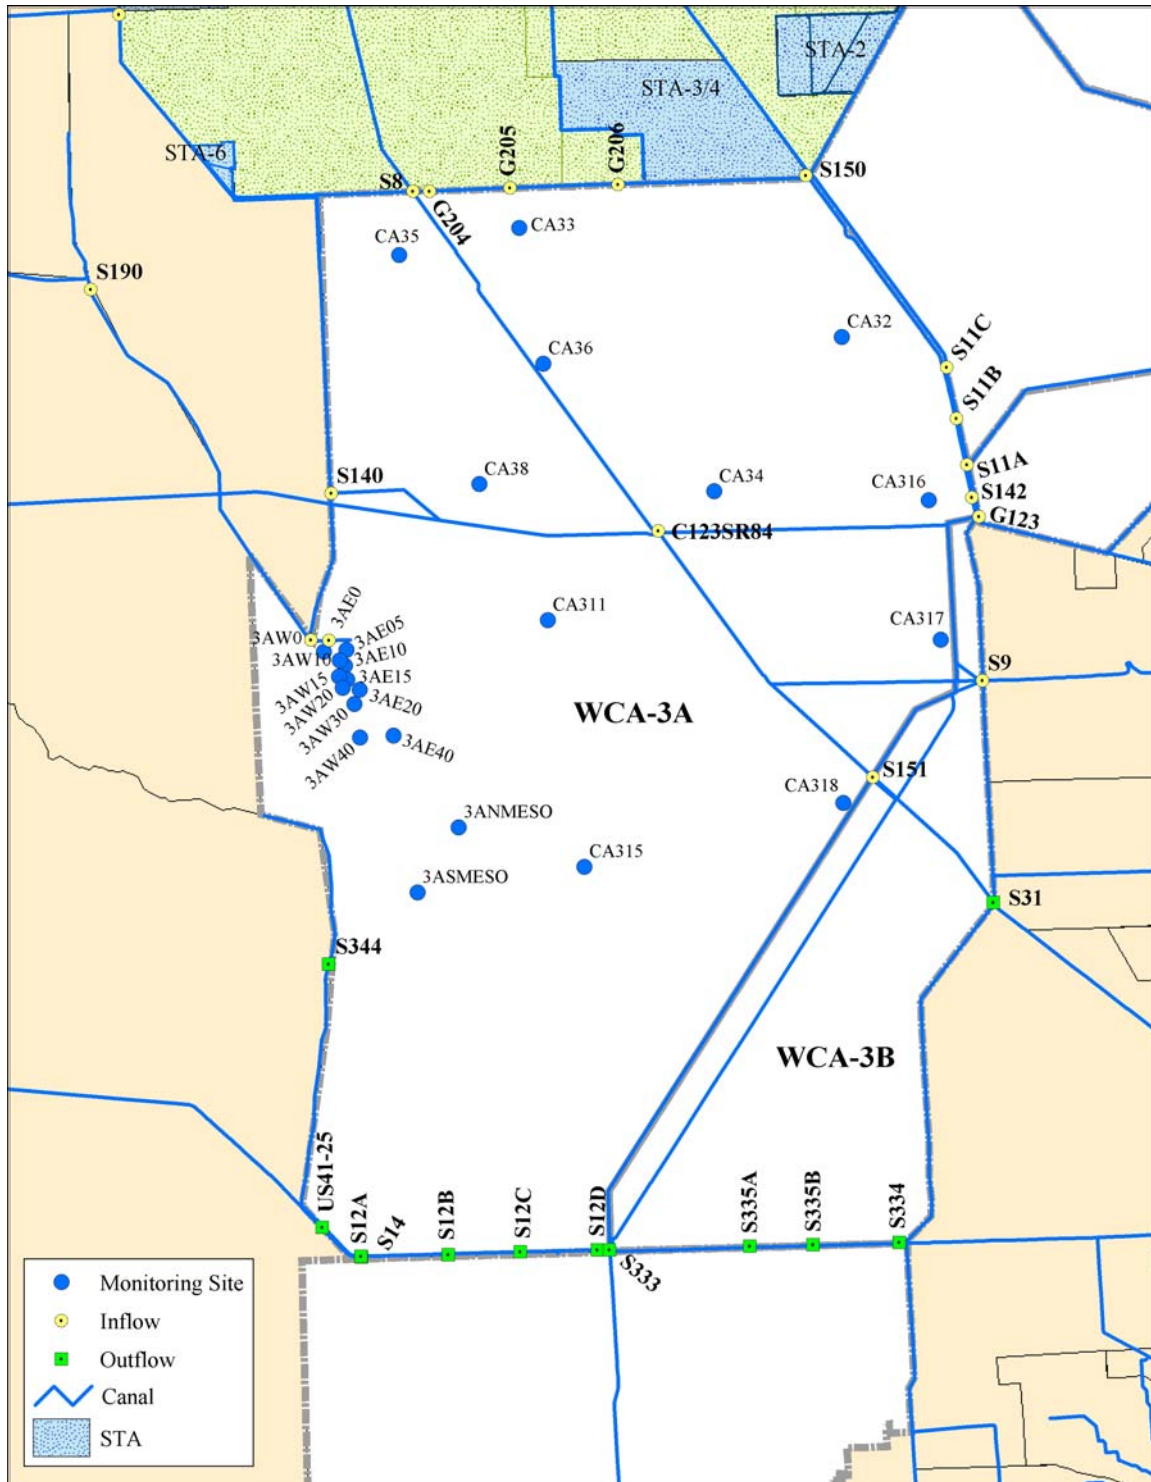 STA-2
STA-3/4
STA-6
G205
G206
S150
S8
G204
CA33
CA35
S190
CA32
S11C
CA36
S11B
S11A
S140
CA38
CA34
CA316
S142
G123
C123SR84
3AE0
CA311
3AW0
CA317
3AE05
3AW10
3AE10
3AW15
3AE15
3AW20
3AE20
3AW30
S9
WCA-3A
3AW40
3AE40
S151
CA318
3ANMESO
CA315
3ASMESO
S31
S344
WCA-3B
US41-25
S12A
S14
S12B
S12C
S12D
S333
S335A
S335B
S334
Monitoring Site
Inflow
Outflow
Canal
STA